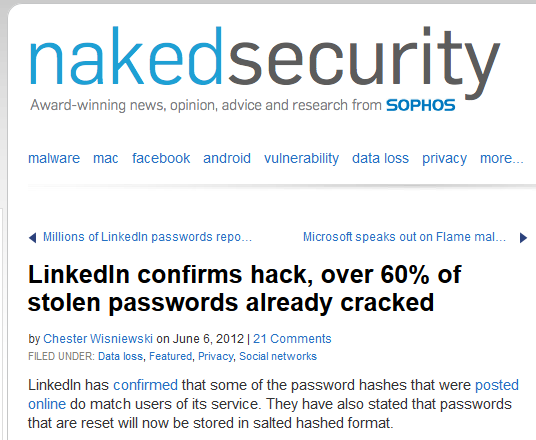 nakedsecurity
Award-winning news, opinion, advice and research from SOPHOS
malware mac facebook android vulnerability data loss privacy more...
Millions of LinkedIn passwords repo... Microsoft speaks out on Flame mal...
LinkedIn confirms hack, over 60% of
stolen passwords already cracked
by Chester Wisniewski on June 6, 2012 | 21 Comments
FILED UNDER: Data loss, Featured, Privacy, Social networks
LinkedIn has confirmed that some of the password hashes that were posted
online do match users of its service. They have also stated that passwords
that are reset will now be stored in salted hashed format.